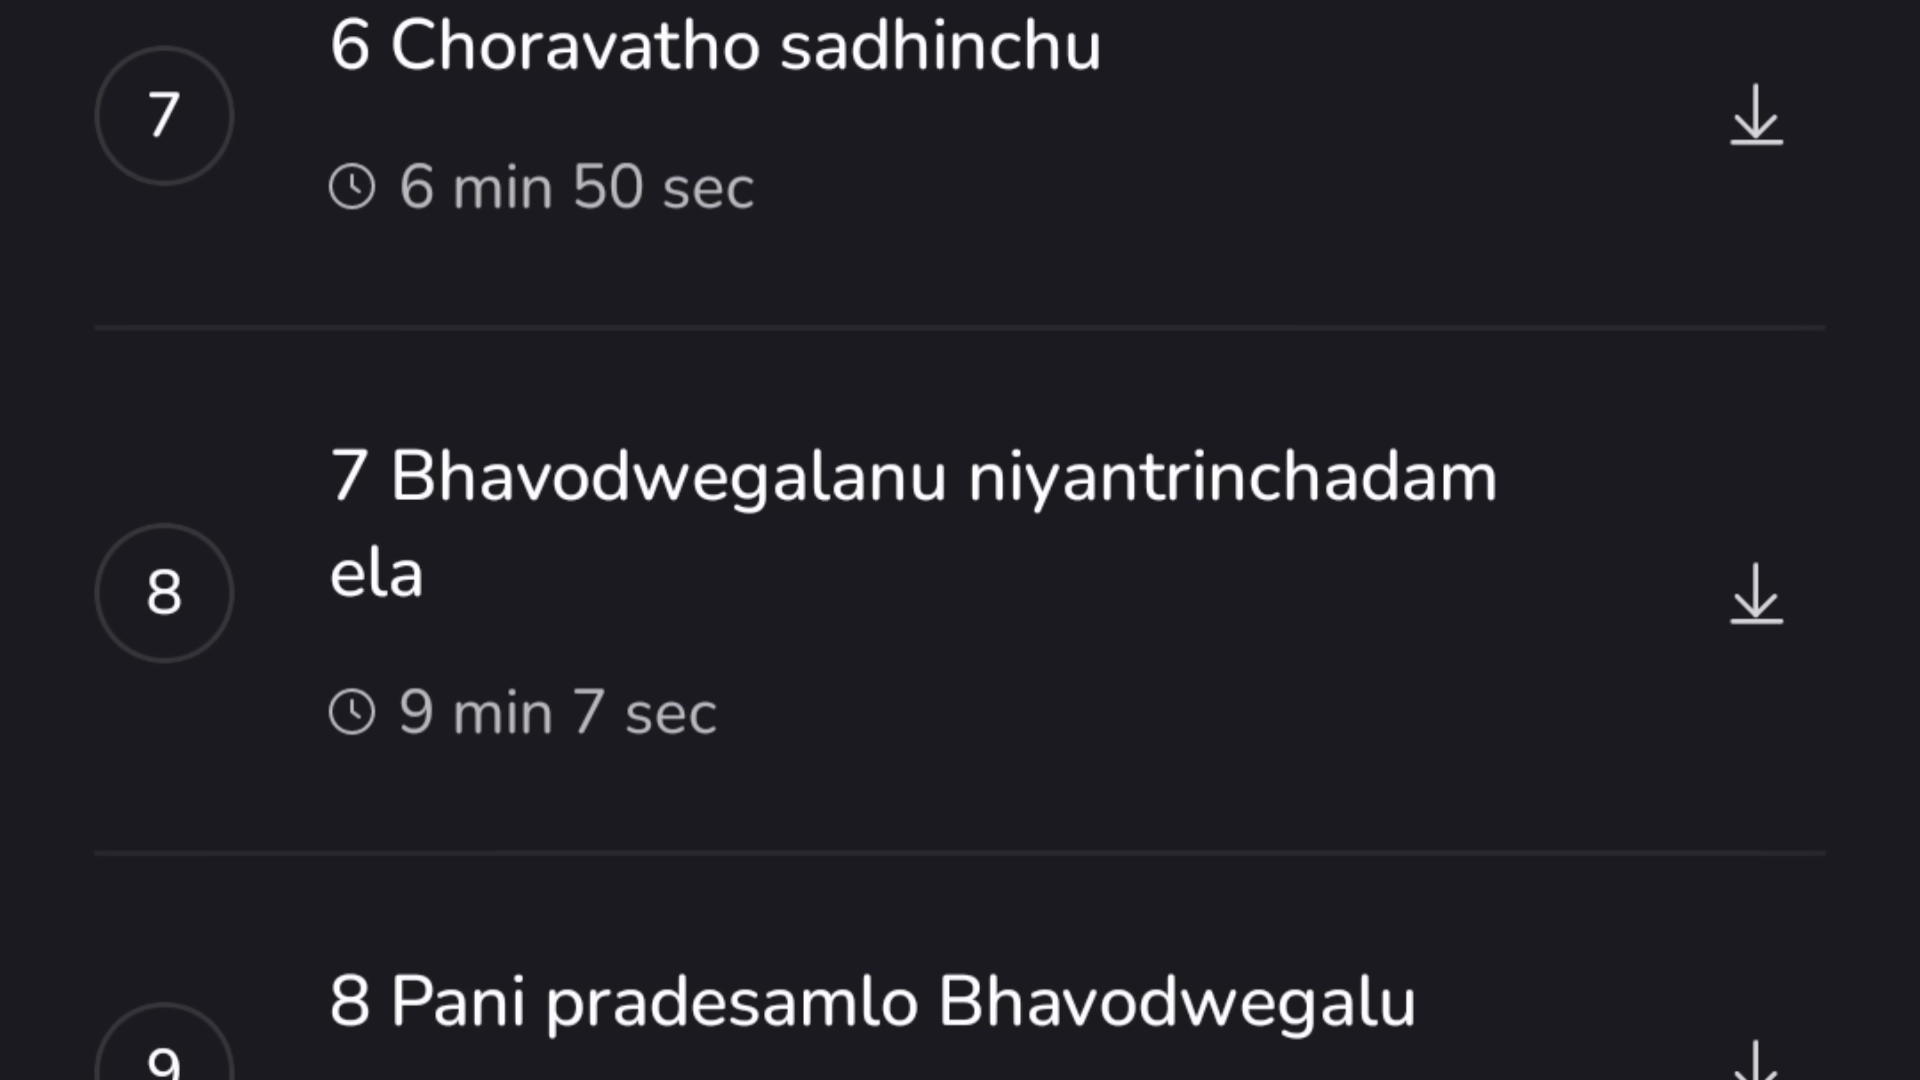 6 Choravatho sadhinchu
7
6 min 50 sec
7 Bhavodwegalanu niyantrinchadam
ela
8
9 min 7 sec
8 Pani pradesamlo Bhavodwegalu
9